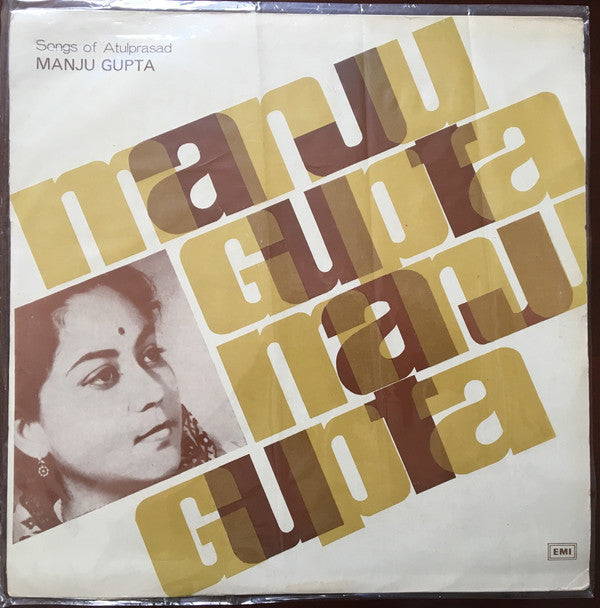 Songs of Atulprasad
MANJU GUPTA
manju
Gupta
manju
Gupta
EMI